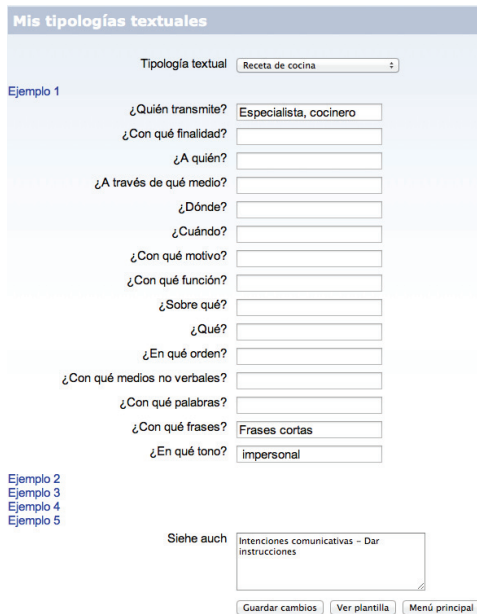 Mis tipologías textuales
Tipología textual Receta de cocina
Ejemplo 1
¿Quién transmite? Especialista, cocinero
¿Con qué finalidad?
¿A quién?
¿A través de qué medio?
¿Dónde?
¿Cuándo?
¿Con qué motivo?
¿Con qué función?
¿Sobre qué?
¿Qué?
¿En qué orden?
¿Con qué medios no verbales?
¿Con qué palabras?
¿Con qué frases? Frases cortas
¿En qué tono? impersonal
Ejemplo 2
Ejemplo 3
Ejemplo 4
Ejemplo 5
Siehe auch Intenciones comunicativas – Dar
instrucciones
Guardar cambios Ver plantilla Menú principal